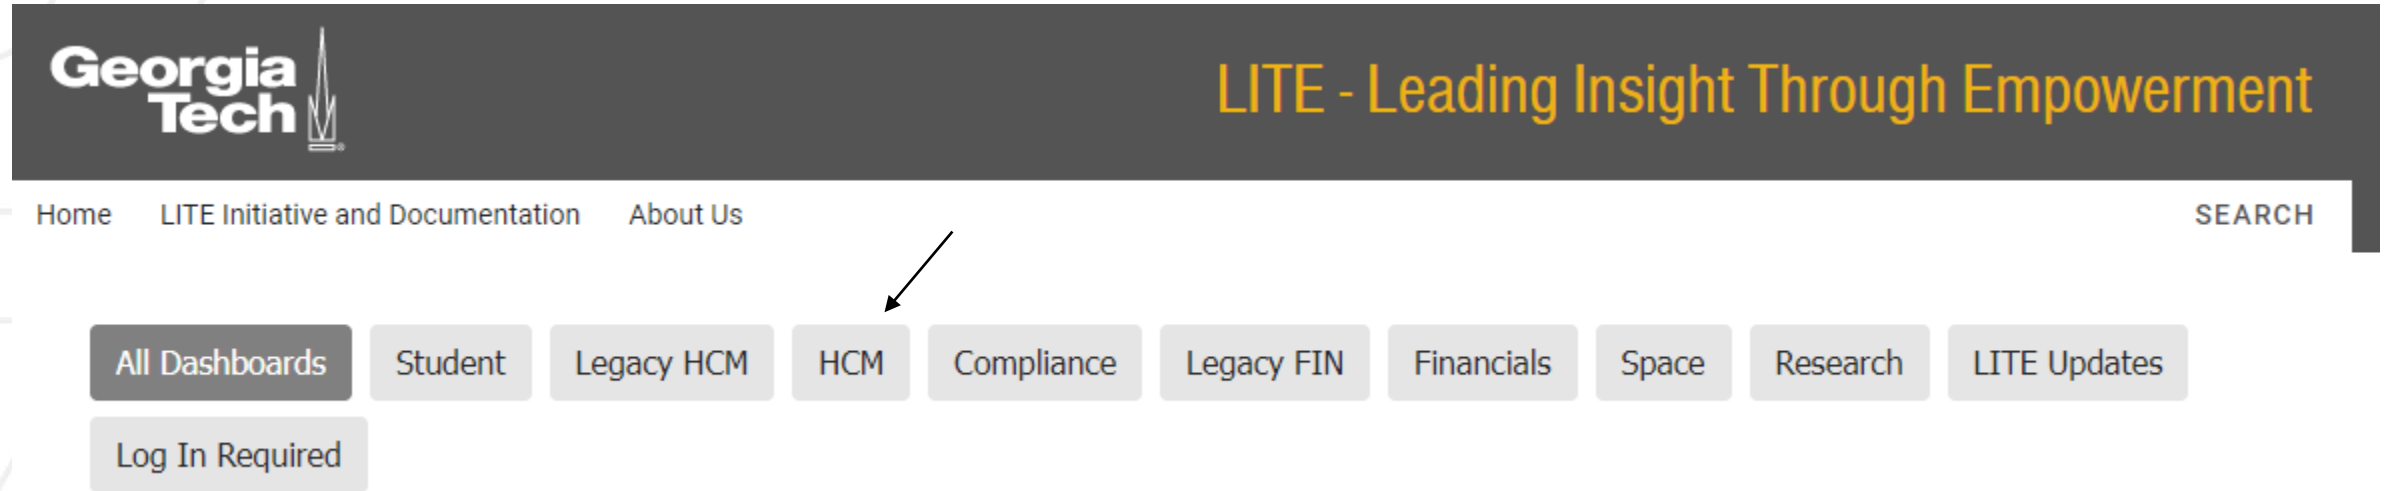 Georgia
Tech
LITE - Leading Insight Through Empowerment
Home LITE Initiative and Documentation About Us SEARCH
All Dashboards Student Legacy HCM HCM Compliance Legacy FIN Financials Space Research LITE Updates
Log In Required